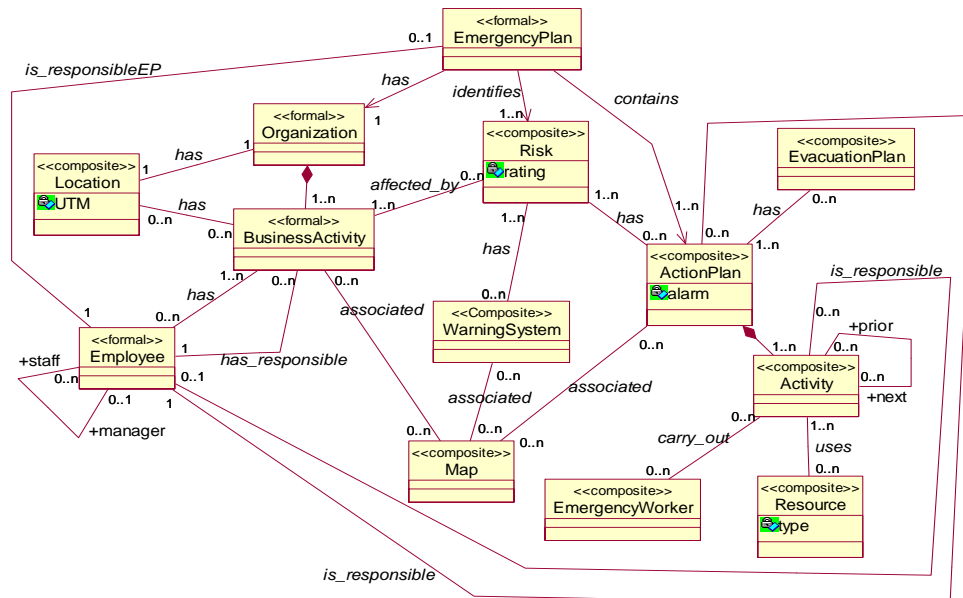 <<formal>>
EmergencyPlan
0..1
is_responsibleEP
has
identifies
contains
1
1..n
1..n
<<formal>>
Organization
1
has
1
1..n
<<composite>>
Location
UTM
has
0..n
0..n
<<composite>>
Risk
rating
affected_by
0..n
1..n
1..n
1..n
<<composite>>
EvacuationPlan
0..n
has
1..n
0..n
<<formal>>
BusinessActivity
1..n
0..n
0..n
has
0..n
has
0..n
has
0..n
<<composite>>
ActionPlan
alarm
0..n
1..n
is_responsible
0..n
+prior
0..n
0..n
+next
<<Composite>>
WarningSystem
0..n
associated
associated
associated
1
<<formal>>
Employee
1
has_responsible
0..1
1
+staff
0..n
0..1
+manager
<<composite>>
Activity
0..n
1..n
carry_out
uses
0..n
0..n
0..n
0..n
0..n
<<composite>>
Map
<<composite>>
EmergencyWorker
<<composite>>
Resource
type
is_responsible